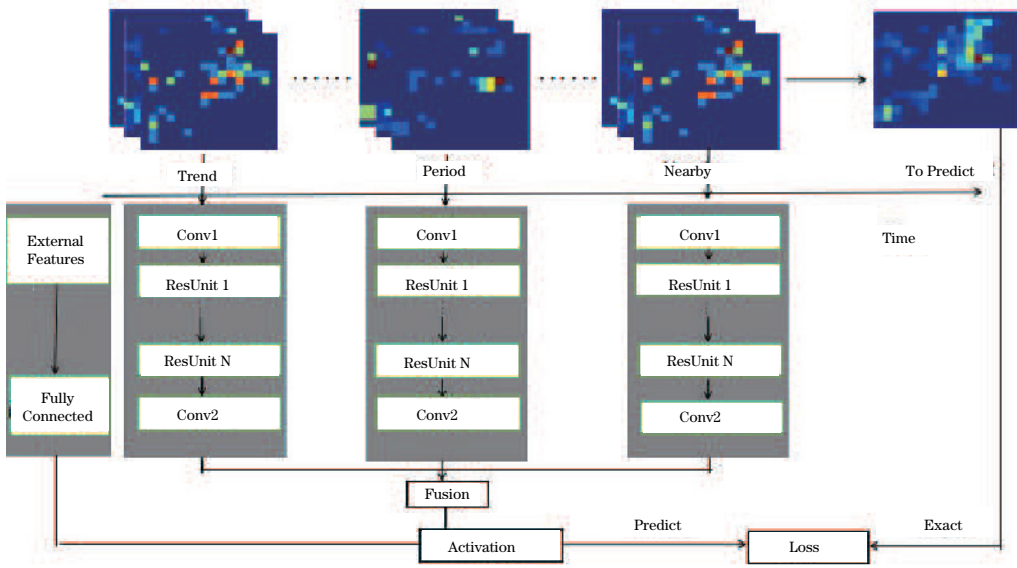 Trend
Period
Nearby
To Predict
Time
External
Features
Fully
Connected
Conv1
ResUnit 1
ResUnit N
Conv2
Conv1
ResUnit 1
ResUnit N
Conv2
Conv1
ResUnit 1
ResUnit N
Conv2
Fusion
Activation
Predict
Loss
Exact